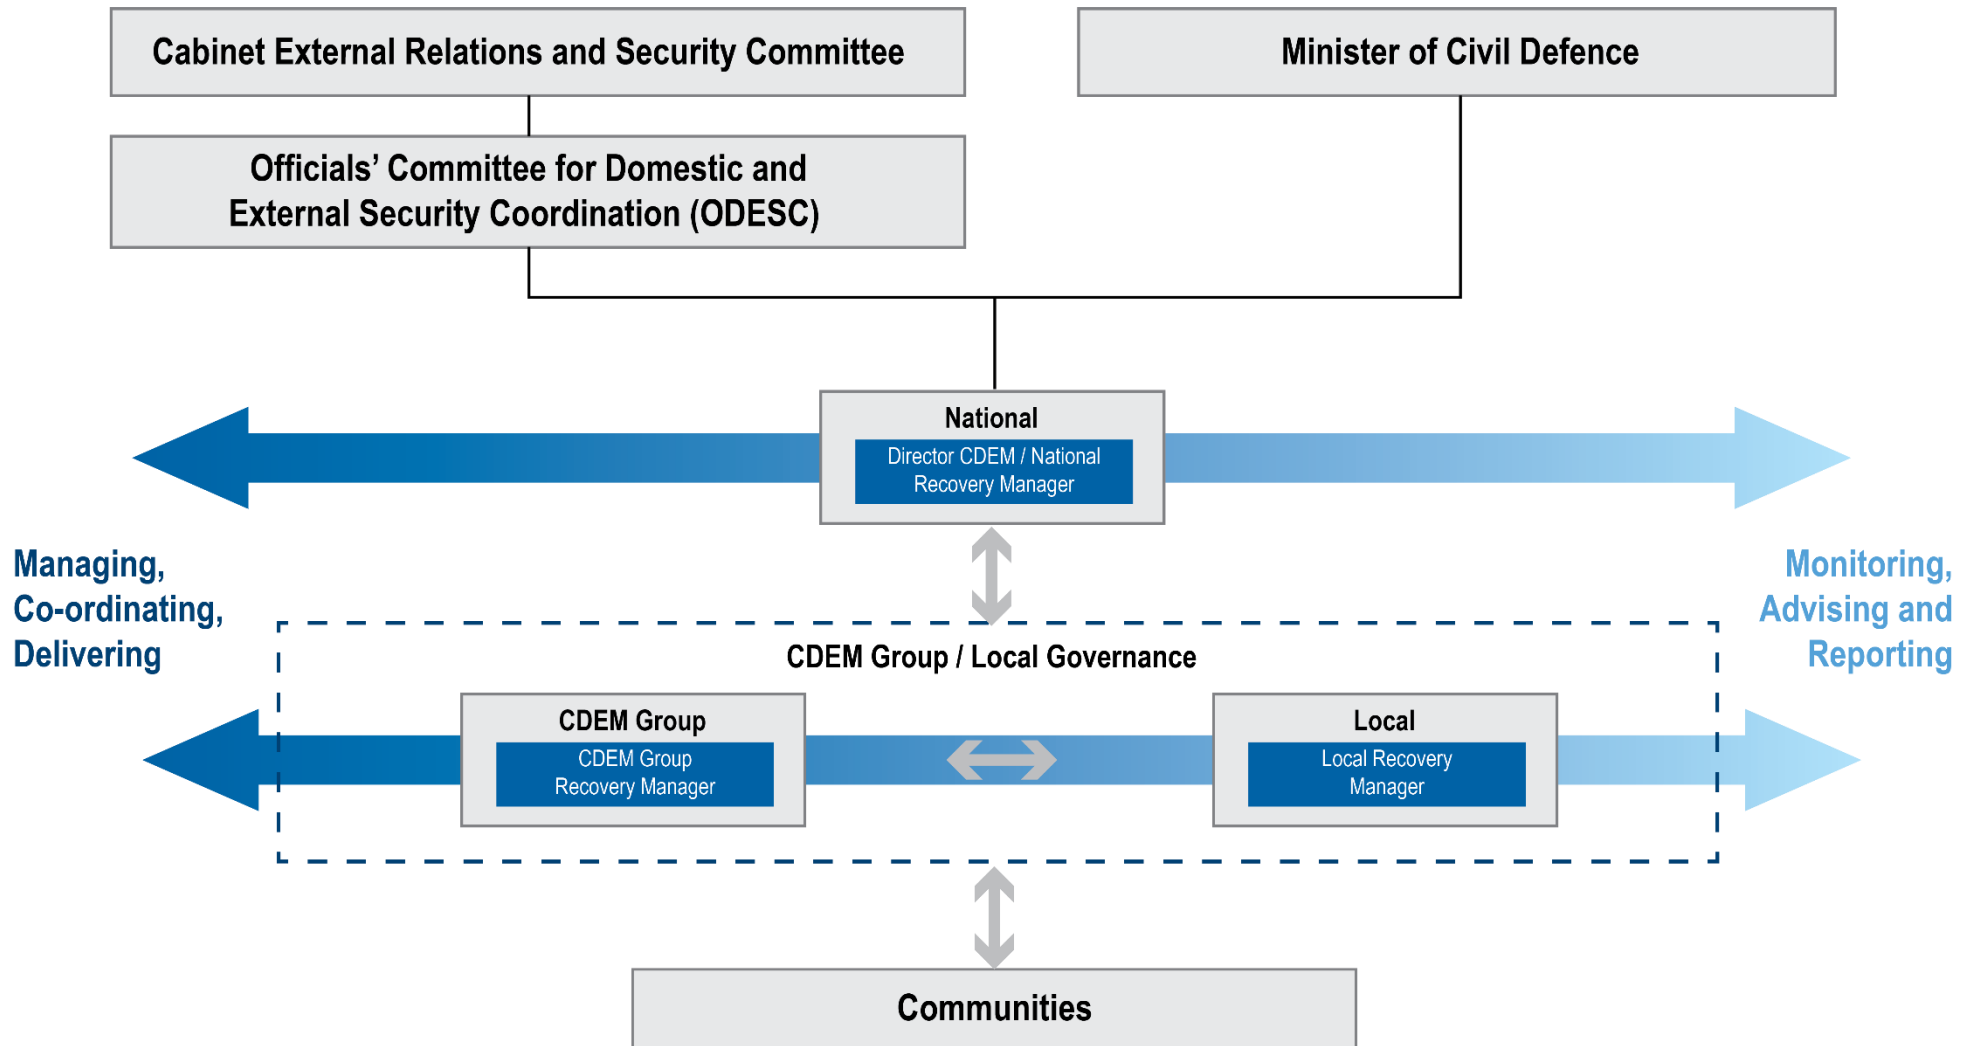 Cabinet External Relations and Security Committee
Minister of Civil Defence
Officials’ Committee for Domestic and
External Security Coordination (ODESC)
National
Director CDEM / National
Recovery Manager
Managing,
Co-ordinating,
Delivering
Monitoring,
Advising and
Reporting
CDEM Group / Local Governance
CDEM Group
CDEM Group
Recovery Manager
Local
Local Recovery
Manager
Communities